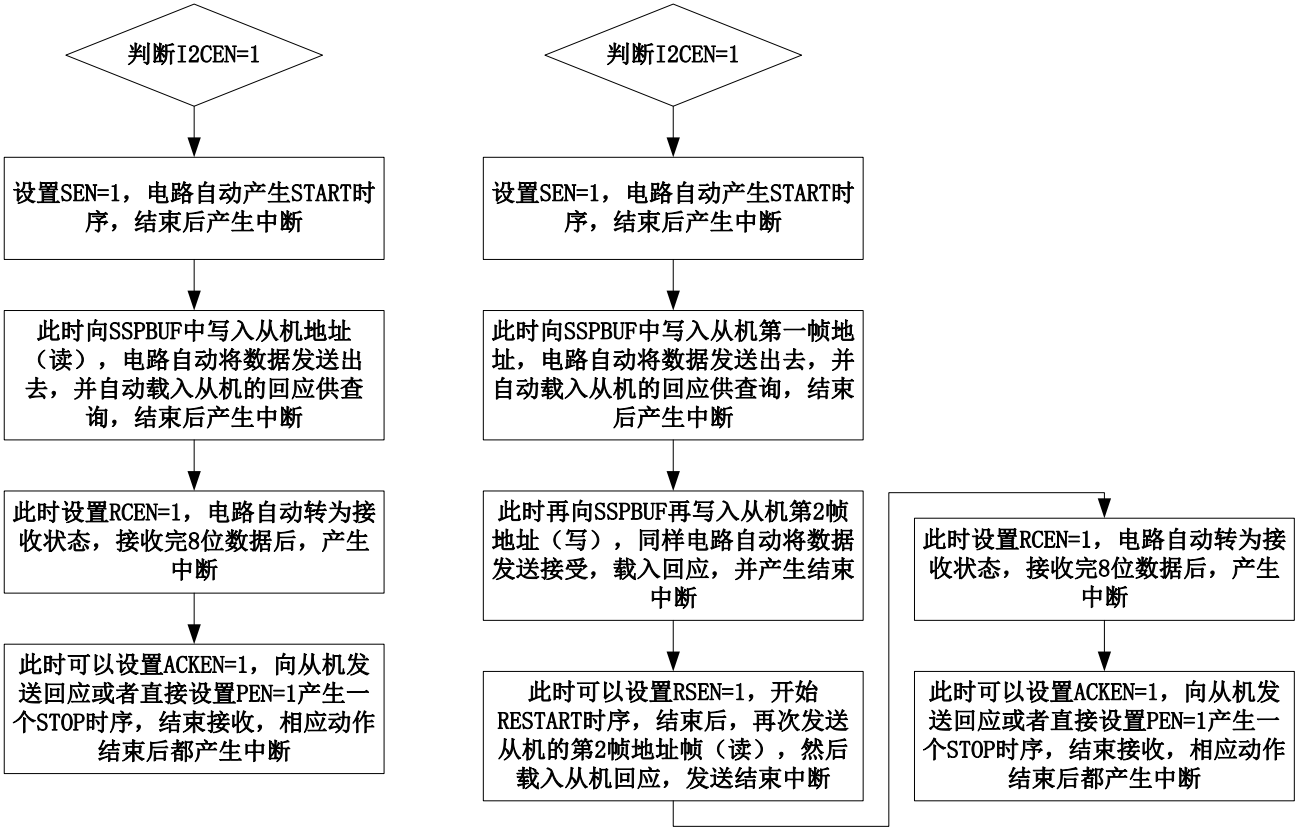 判断I2CEN=1
设置SEN=1，电路自动产生START时
序，结束后产生中断
此时向SSPBUF中写入从机地址
（读），电路自动将数据发送出
去，并自动载入从机的回应供查
询，结束后产生中断
此时设置RCEN=1，电路自动转为接
收状态，接收完8位数据后，产生
中断
此时可以设置ACKEN=1，向从机发
送回应或者直接设置PEN=1产生一
个STOP时序，结束接收，相应动作
结束后都产生中断
判断I2CEN=1
设置SEN=1，电路自动产生START时
序，结束后产生中断
此时向SSPBUF中写入从机第一帧地
址，电路自动将数据发送出去，并
自动载入从机的回应供查询，结束
后产生中断
此时再向SSPBUF再写入从机第2帧
地址（写），同样电路自动将数据
发送接受，载入回应，并产生结束
中断
此时可以设置RSEN=1，开始
RESTART时序，结束后，再次发送
从机的第2帧地址帧（读），然后
载入从机回应，发送结束中断
此时设置RCEN=1，电路自动转为接
收状态，接收完8位数据后，产生
中断
此时可以设置ACKEN=1，向从机发
送回应或者直接设置PEN=1产生一
个STOP时序，结束接收，相应动作
结束后都产生中断